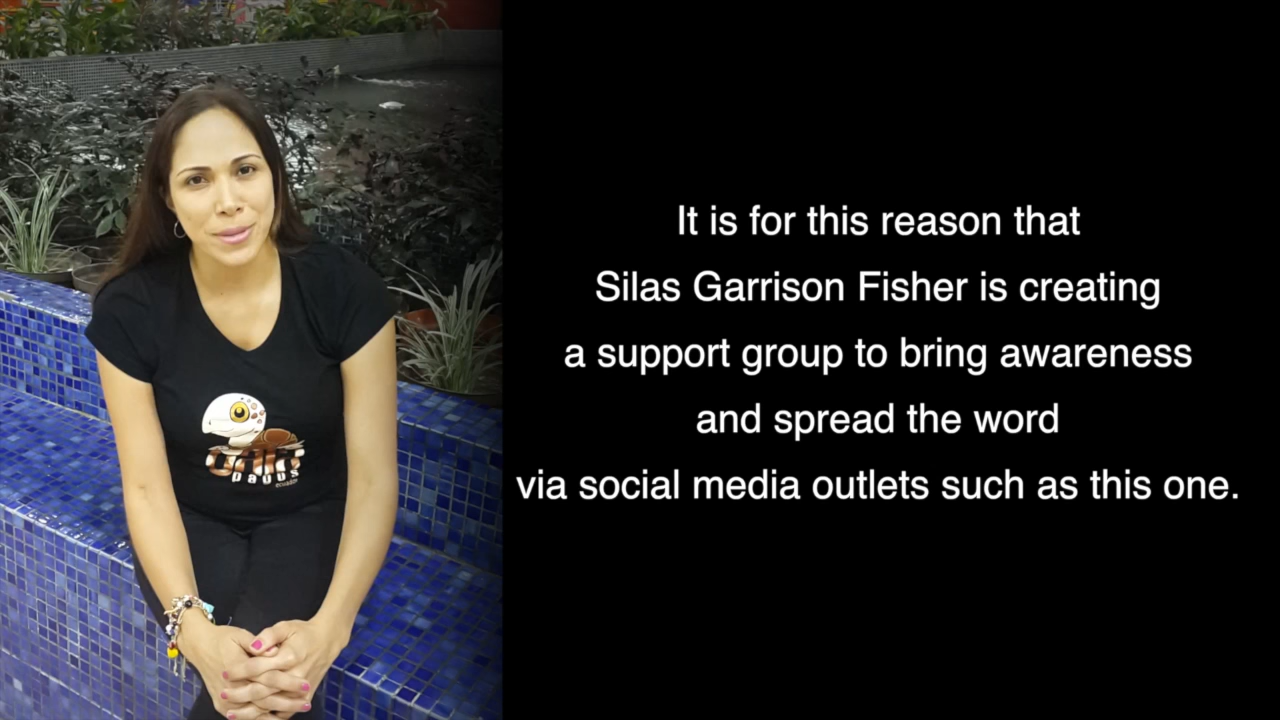 It is for this reason that
Silas Garrison Fisher is creating
a support group to bring awareness
and spread the word
via social media outlets such as this one.